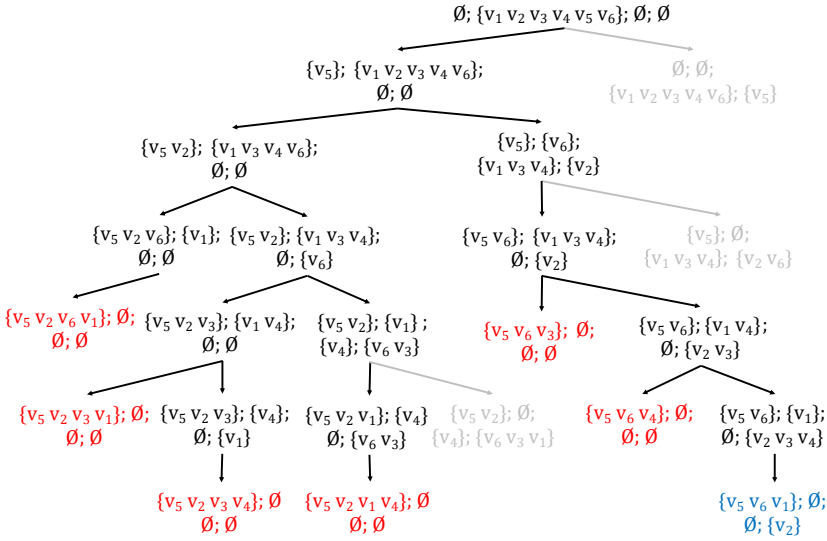 Ø; {v₁ v₂ v₃ v₄ v₅ v₆}; Ø; Ø
{v₅}; {v₁ v₂ v₃ v₄ v₆};
Ø; Ø
Ø; Ø;
{v₁ v₂ v₃ v₄ v₆}; {v₅}
{v₅ v₂}; {v₁ v₃ v₄ v₆};
Ø; Ø
{v₅}; {v₆};
{v₁ v₃ v₄}; {v₂}
{v₅ v₂ v₆}; {v₁};
Ø; Ø
{v₅ v₂}; {v₁ v₃ v₄};
Ø; {v₆}
{v₅ v₆}; {v₁ v₃ v₄};
Ø; {v₂}
{v₅}; Ø;
{v₁ v₃ v₄}; {v₂ v₆}
{v₅ v₂ v₆ v₁}; Ø;
Ø; Ø
{v₅ v₂ v₃}; {v₁ v₄};
Ø; Ø
{v₅ v₂}; {v₁} ;
{v₄}; {v₆ v₃}
{v₅ v₆ v₃}; Ø;
Ø; Ø
{v₅ v₆}; {v₁ v₄};
Ø; {v₂ v₃}
{v₅ v₂ v₃ v₁}; Ø;
Ø; Ø
{v₅ v₂ v₃}; {v₄};
Ø; {v₁}
{v₅ v₂ v₁}; {v₄}
Ø; {v₆ v₃}
{v₅ v₂}; Ø;
{v₄}; {v₆ v₃ v₁}
{v₅ v₆ v₄}; Ø;
Ø; Ø
{v₅ v₆}; {v₁};
Ø; {v₂ v₃ v₄}
{v₅ v₂ v₃ v₄}; Ø
Ø; Ø
{v₅ v₂ v₁ v₄}; Ø
Ø; Ø
{v₅ v₆ v₁}; Ø;
Ø; {v₂}